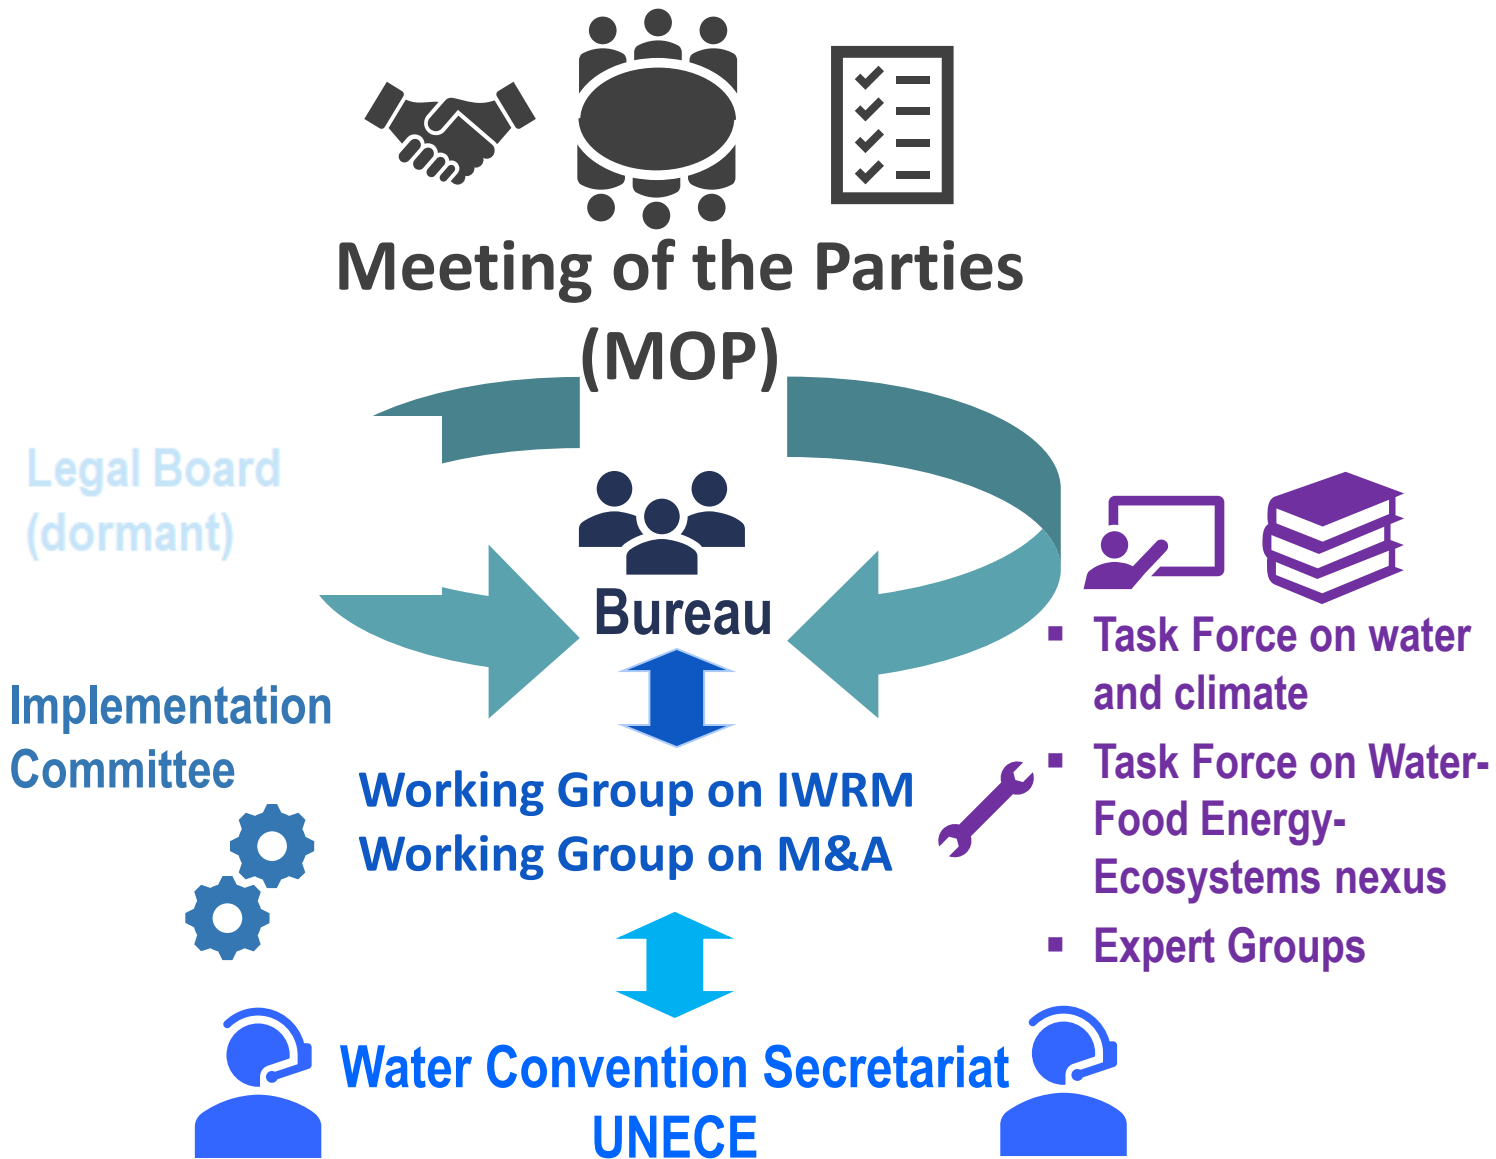 Meeting of the Parties
(MOP)
Legal Board
(dormant)
Bureau
Implementation
Committee
Working Group on IWRM
Working Group on M&A
▪ Task Force on water
and climate
▪ Task Force on Water-
Food Energy-
Ecosystems nexus
▪ Expert Groups
Water Convention Secretariat
UNECE